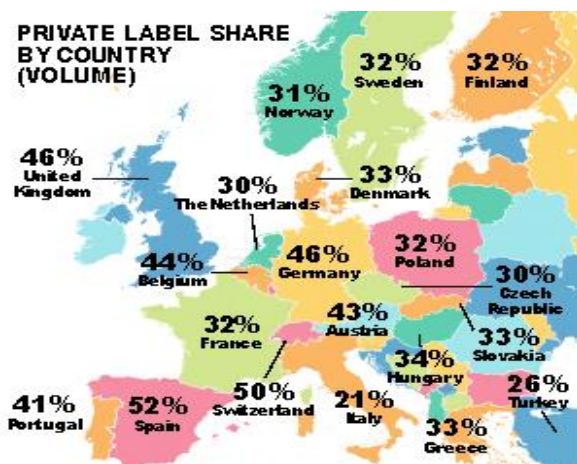 PRIVATE LABEL SHARE
BY COUNTRY
(VOLUME)
32%
Sweden
32%
Finland
31%
Norway
46%
United
Kingdom
30%
The Netherlands
33%
Denmark
44%
Belgium
46%
Germany
32%
Poland
30%
Czech
Republic
43%
Austria
32%
France
33%
Slovakia
34%
Hungary
50%
Switzerland
41%
Portugal
52%
Spain
21%
Italy
26%
Turkey
33%
Greece